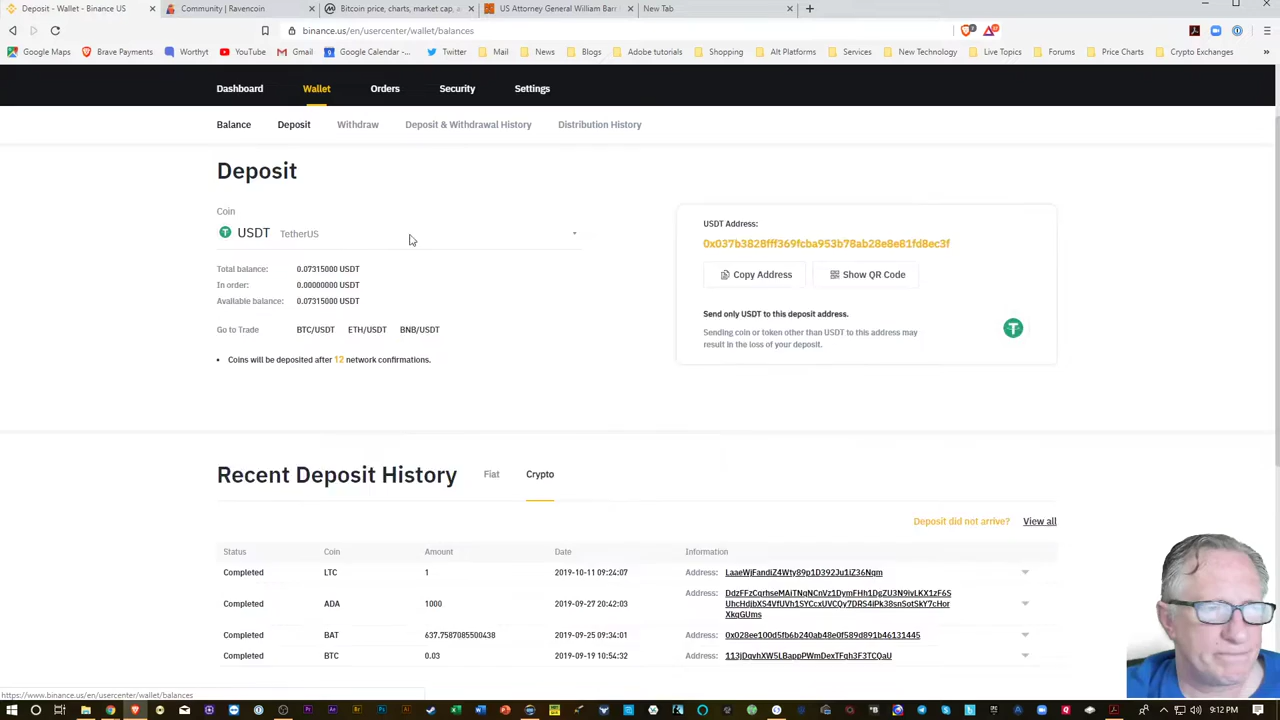 Deposit - Wallet - Binance US
Community | Ravencoin
Bitcoin price, charts, market cap, a
US Attorney General William Barr
New Tab
binance.us/en/usercenter/wallet/balances
Google Maps
Brave Payments
Worthy
YouTube
Gmail
Google Calendar -...
Twitter
Mail
News
Blogs
Adobe tutorials
Shopping
Alt Platforms
Services
New Technology
Live Topics
Forums
Price Charts
Crypto Exchanges
Dashboard
Wallet
Orders
Security
Settings
Balance
Deposit
Withdraw
Deposit & Withdrawal History
Distribution History
Deposit
Coin
USDT TetherUS
Total balance: 0.07315000 USDT
In order: 0.00000000 USDT
Available balance: 0.07315000 USDT
Go to Trade BTC/USDT ETH/USDT BNB/USDT
• Coins will be deposited after 12 network confirmations.
USDT Address:
0x037b3828fff369fcba953b78ab28e8e81fd8ec3f
Copy Address
Show QR Code
Send only USDT to this deposit address.
Sending coin or token other than USDT to this address may
result in the loss of your deposit.
Recent Deposit History Fiat Crypto
Deposit did not arrive? View all
Status Coin Amount Date Information
Completed LTC 1 2019-10-11 09:24:07 Address: LaaeWjFandiZ4Wty89p1D392Ju1iZ36Nqm
Completed ADA 1000 2019-09-27 20:42:03 Address: DdzFFzCqrhseMAiTNqNCnVz1DymFHh1DgZU3N9ivLKX1zF6S
UhcHdjbXS4VfUVh1SYCcxUVCQy7DRS4iPk38snSotSkY7cHor
XkqGUms
Completed BAT 637.7587085500438 2019-09-25 09:34:01 Address: 0x028ee100d5fb6b240ab48e0f589d891b46131445
Completed BTC 0.03 2019-09-19 10:54:32 Address: 113jDqvhXW5LBappPWmDexTFqh3F3TCQaU
https://www.binance.us/en/usercenter/wallet/balances